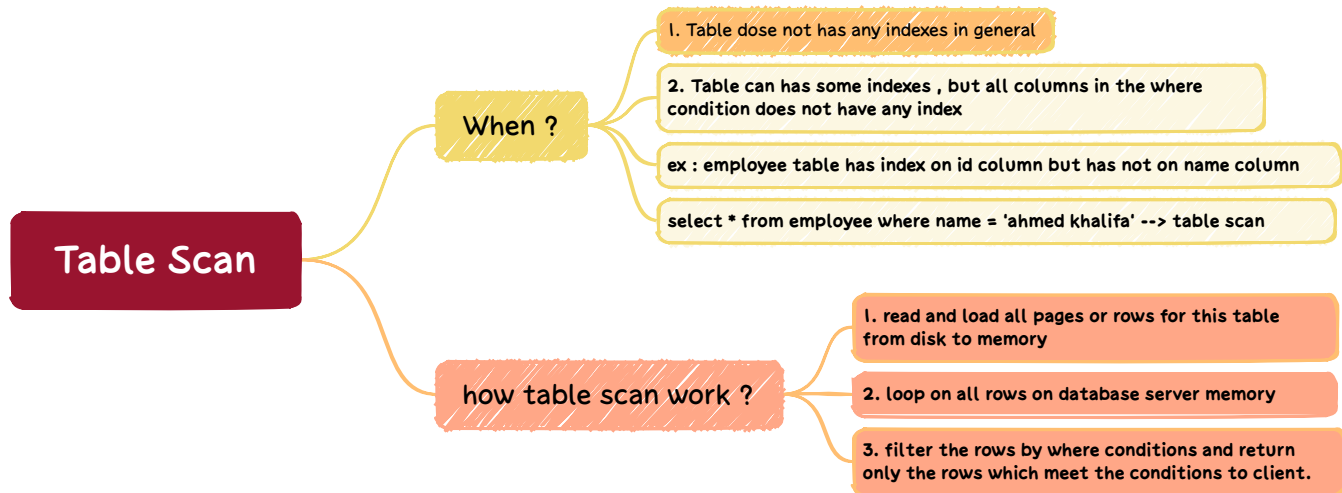 Table Scan
When ?
1. Table dose not has any indexes in general
2. Table can has some indexes , but all columns in the where
condition does not have any index
ex : employee table has index on id column but has not on name column
select * from employee where name = 'ahmed khalifa' --> table scan
how table scan work ?
1. read and load all pages or rows for this table
from disk to memory
2. loop on all rows on database server memory
3. filter the rows by where conditions and return
only the rows which meet the conditions to client.